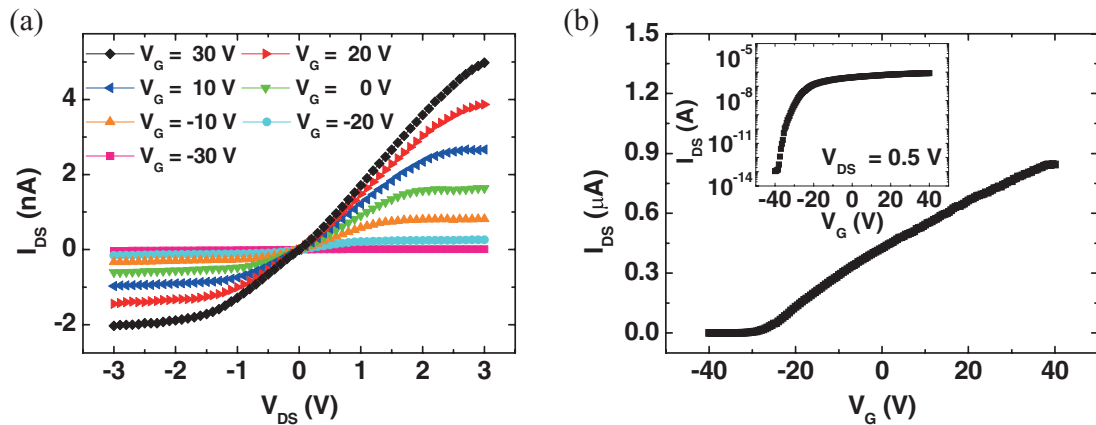 (a)
V_G = 30 V
V_G = 20 V
V_G = 10 V
V_G = 0 V
V_G = -10 V
V_G = -20 V
V_G = -30 V
4
2
0
-2
I_DS (nA)
-3 -2 -1 0 1 2 3
V_DS (V)
(b)
1.5
1.2
0.9
0.6
0.3
0.0
I_DS (μA)
-40 -20 0 20 40
V_G (V)
10^-5
10^-8
10^-11
10^-14
I_DS (A)
V_DS = 0.5 V
-40 -20 0 20 40
V_G (V)